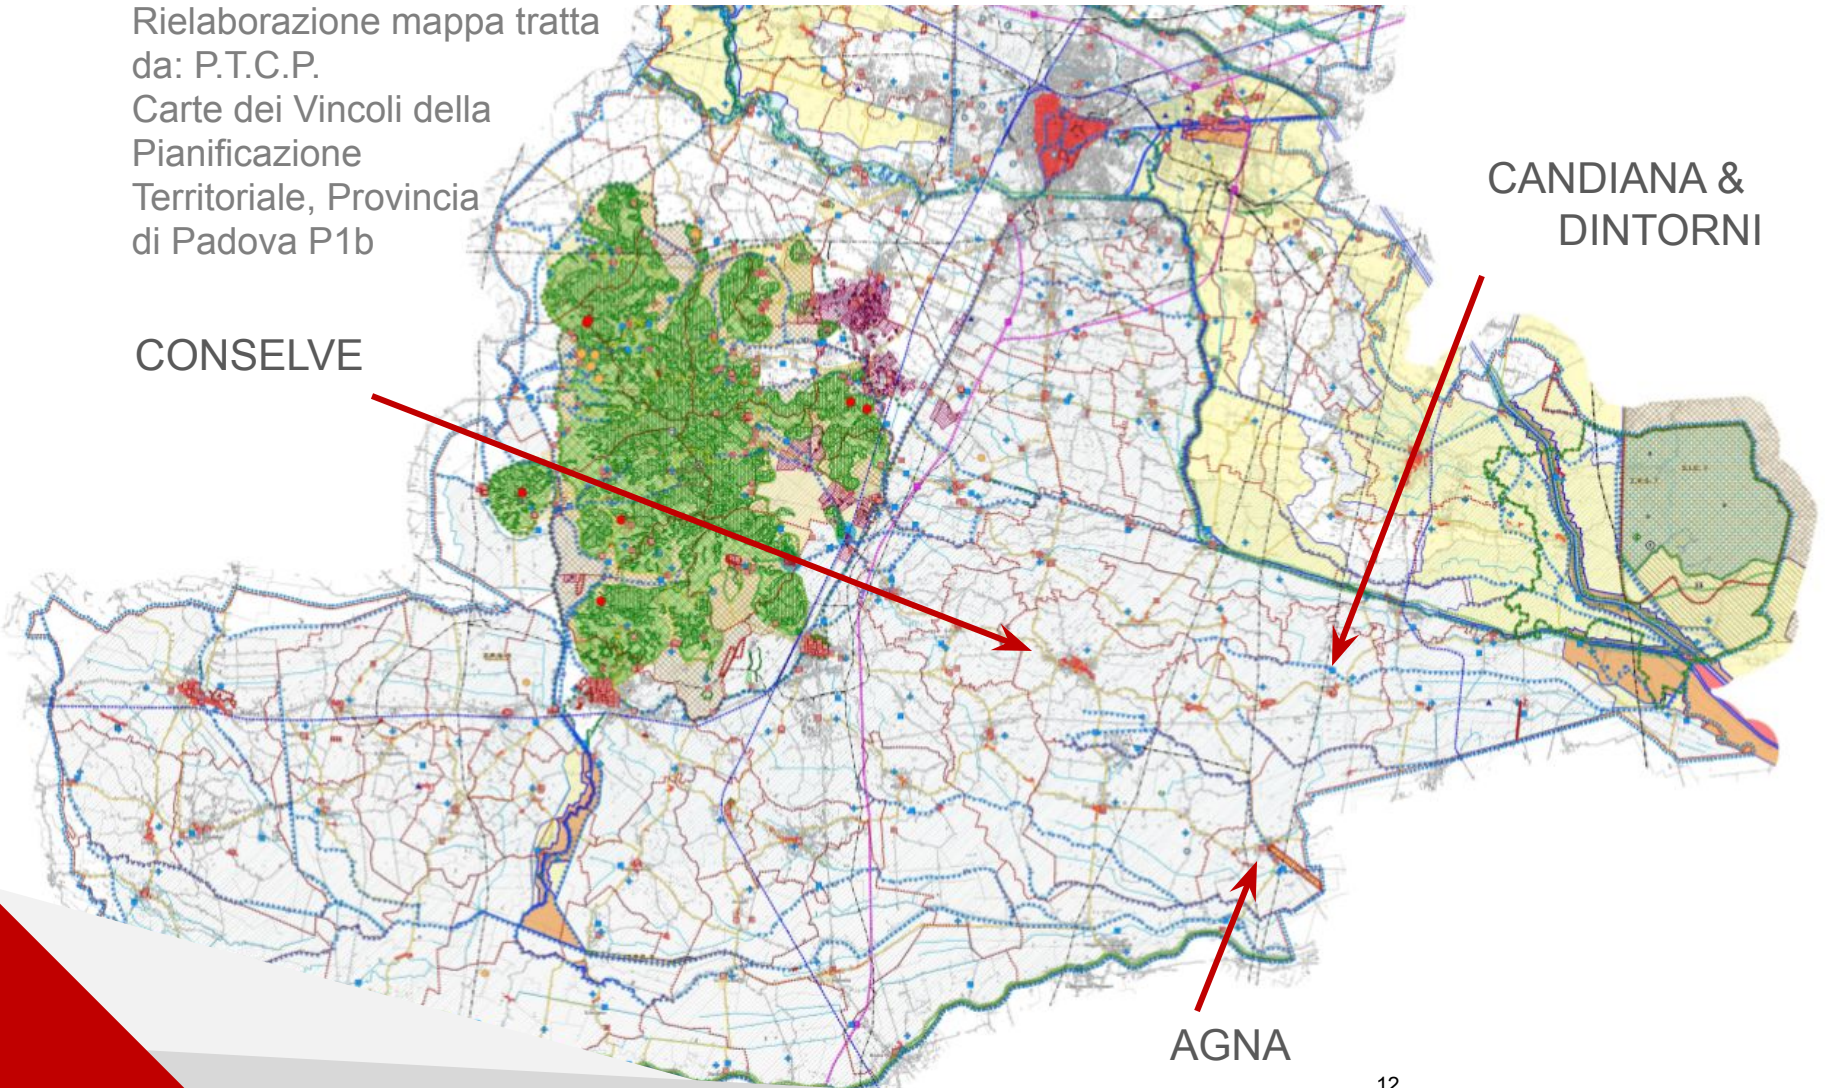 Rielaborazione mappa tratta
da: P.T.C.P.
Carte dei Vincoli della
Pianificazione
Territoriale, Provincia
di Padova P1b
CANDIANA &
DINTORNI
CONSELVE
AGNA
12